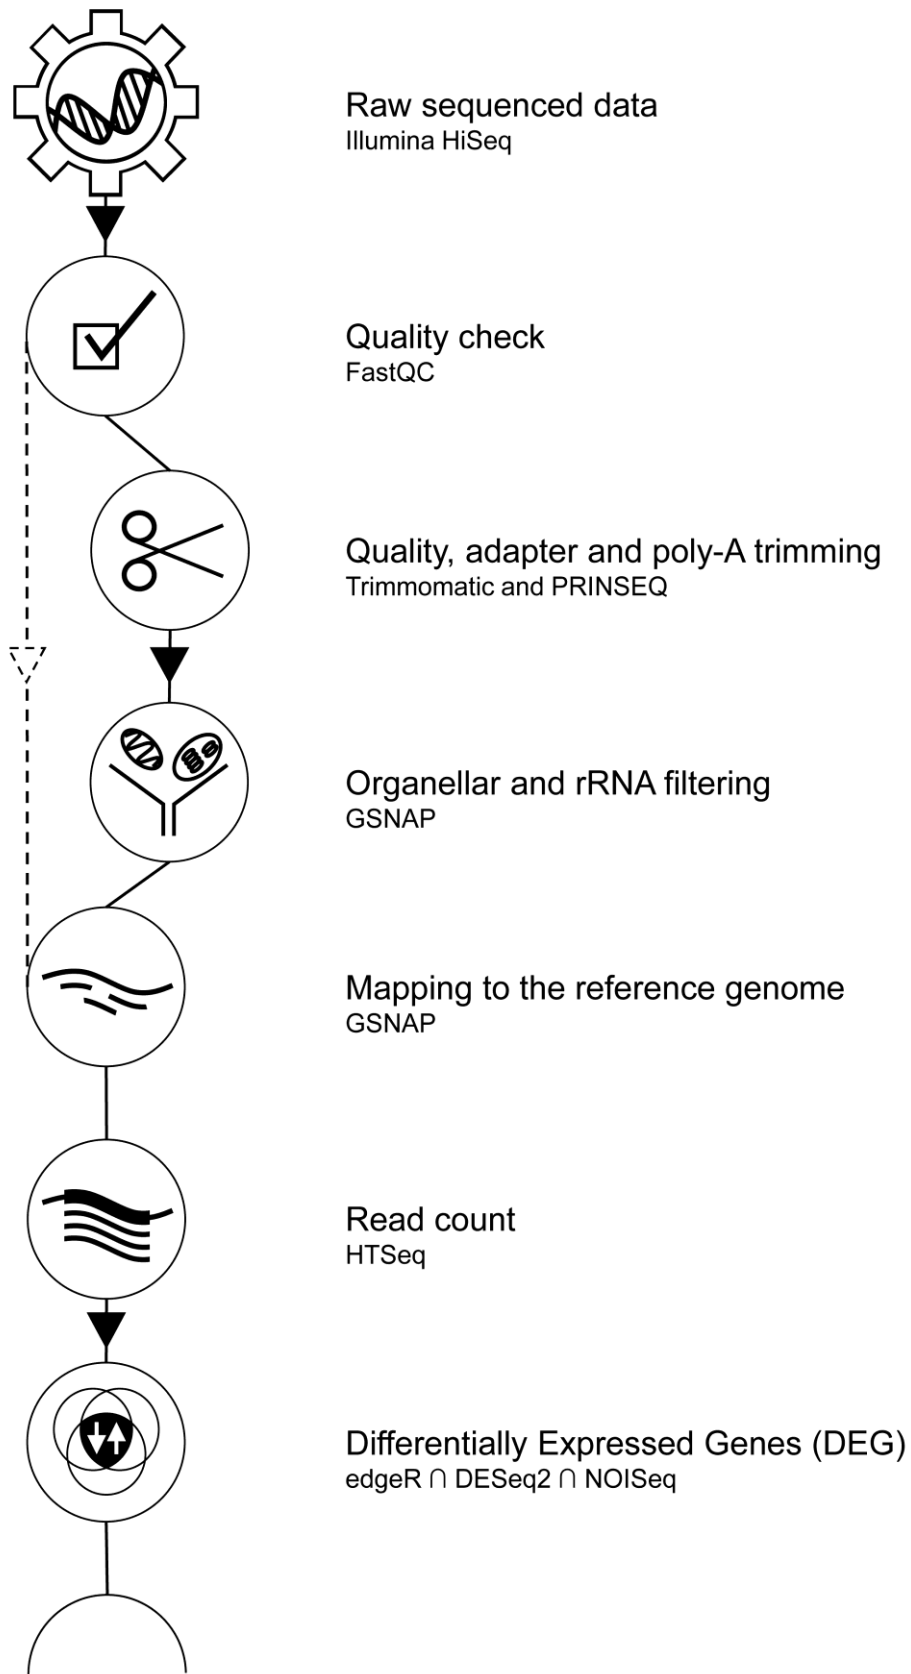 Raw sequenced data
Illumina HiSeq
Quality check
FastQC
Quality, adapter and poly-A trimming
Trimmomatic and PRINSEQ
Organellar and rRNA filtering
GSNAP
Mapping to the reference genome
GSNAP
Read count
HTSeq
Differentially Expressed Genes (DEG)
edgeR ∩ DESeq2 ∩ NOISeq